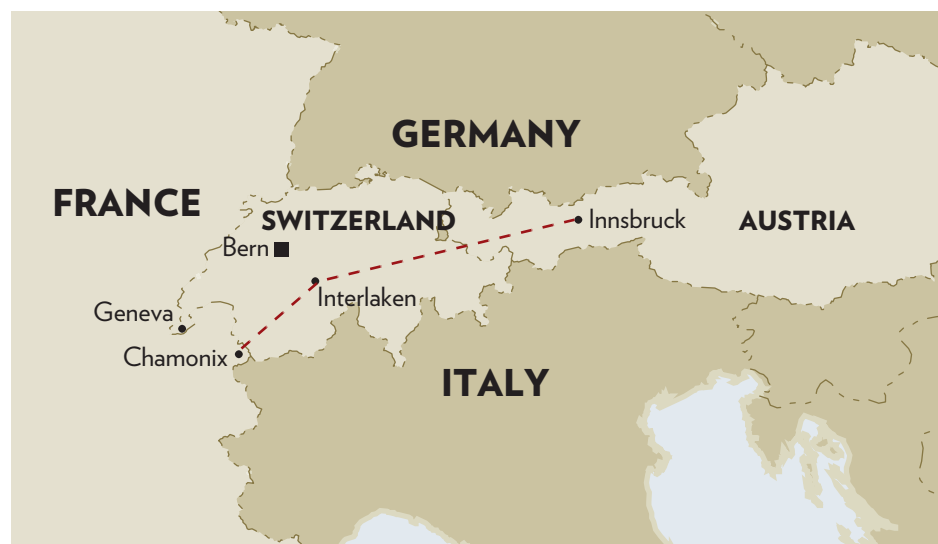 GERMANY
FRANCE
SWITZERLAND
Innsbruck
AUSTRIA
Bern
Interlaken
Geneva
Chamonix
ITALY